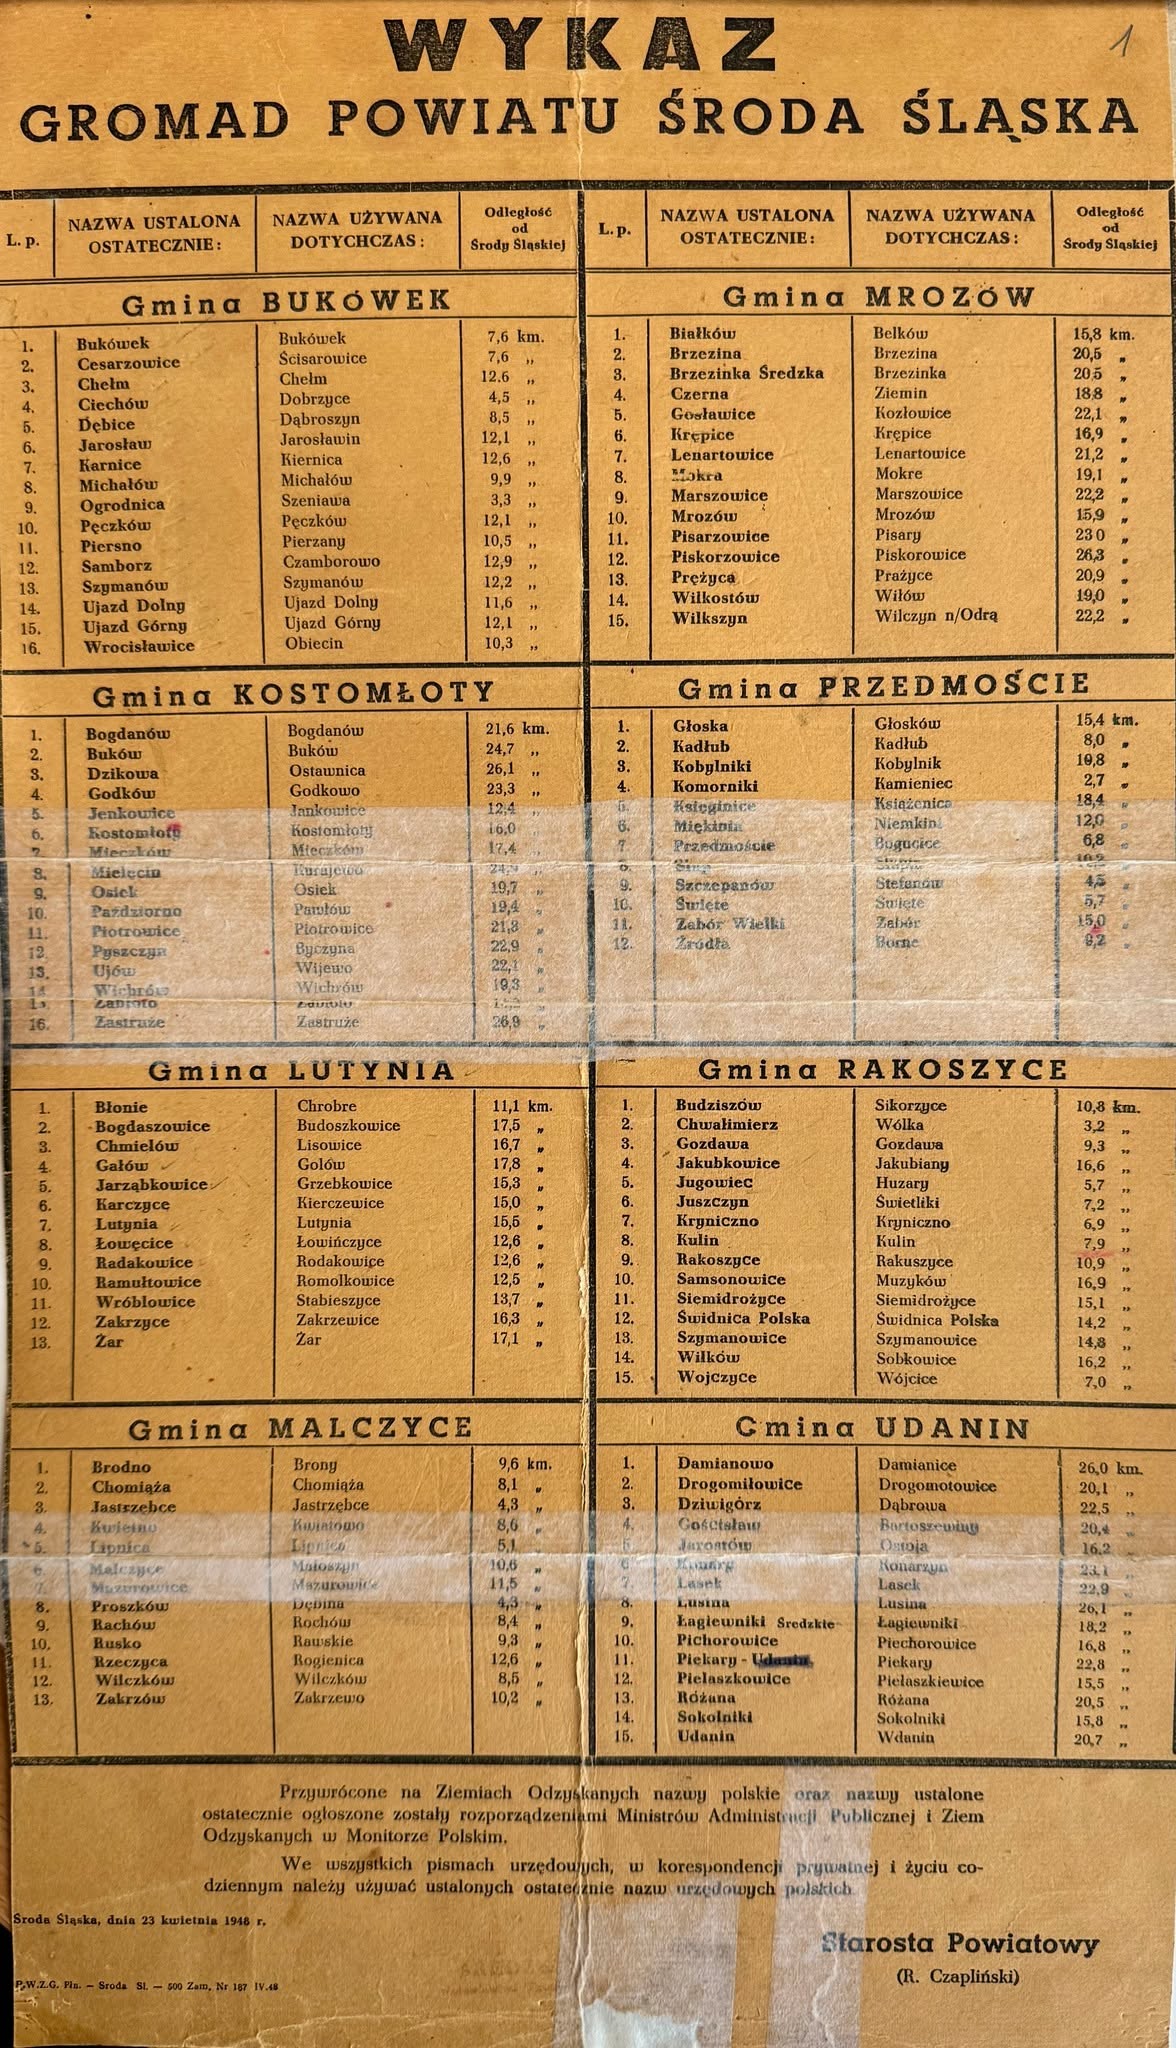 1
WYKAZ
GROMAD POWIATU ŚRODA ŚLĄSKA
L. p. NAZWA USTALONA OSTATECZNIE: NAZWA UŻYWANA DOTYCHCZAS: Odległość od Środy Śląskiej
Gmina BUKÓWEK
1. Bukówek Bukówek 7,6 km.
2. Cesarzowice Ścisarowice 7,6 „
3. Chełm Chełm 12.6 „
4. Ciechów Dobrzyce 4,5 „
5. Dębice Dąbroszyn 8,5 „
6. Jarosław Jarosławin 12,1 „
7. Karnice Kiernica 12,6 „
8. Michałów Michałów 9,9 „
9. Ogrodnica Szeniawa 3,3 „
10. Pęczków Pęczków 12,1 „
11. Piersno Pierzany 10,5 „
12. Samborz Czamborowo 12,9 „
13. Szymanów Szymanów 12,2 „
14. Ujazd Dolny Ujazd Dolny 11,6 „
15. Ujazd Górny Ujazd Górny 12,1 „
16. Wrocisławice Obiecin 10,3 „
Gmina KOSTOMŁOTY
1. Bogdanów Bogdanów 21,6 km.
2. Buków Buków 24,7 „
3. Dzikowa Ostawnica 26,1 „
4. Godków Godkowo 23,3 „
5. Jenkowice Jankowice 12,4 „
6. Kostomłoty Kostomłoty 16,0 „
7. Mieczków Mieczków 17,4 „
8. Mielęcin Kurajewo „
9. Osiek Osiek 19,7 „
10. Paździorno Pawłów 19,4 „
11. Piotrowice Piotrowice 21,3 „
12. Pyszczyn Byczyna 22,9 „
13. Ujów Wijewo 22,1 „
14. Wichrów Wichrów 19,3 „
15. Zabłoto Zabłoto „
16. Zastruże Zastruże 26,9 „
Gmina LUTYNIA
1. Błonie Chrobre 11,1 km.
2. Bogdaszowice Budoszkowice 17,5 „
3. Chmielów Lisowice 16,7 „
4. Gałów Golów 17,8 „
5. Jarząbkowice Grzebkowice 15,3 „
6. Karczyce Kierczewice 15,0 „
7. Lutynia Lutynia 15,5 „
8. Łowęcice Łowińczyce 12,6 „
9. Radakowice Rodakowice 12,6 „
10. Ramułtowice Romolkowice 12,5 „
11. Wróblowice Stabieszyce 13,7 „
12. Zakrzyce Zakrzewice 16,3 „
13. Żar Żar 17,1 „
Gmina MALCZYCE
1. Brodno Brony 9,6 km.
2. Chomiąża Chomiąża 8,1 „
3. Jastrzębce Jastrzębce 4,3 „
4. Kwietno Kwiatowo 8,6 „
5. Lipnica Lipnica 5,1 „
6. Malczyce Małoszyn 10,6 „
7. Mazurowice Mazurowice 11,5 „
8. Proszków Dębina 4,3 „
9. Rachów Rochów 8,4 „
10. Rusko Rawskie 9,3 „
11. Rzeczyca Rogienica 12,6 „
12. Wilczków Wilczków 8,5 „
13. Zakrzów Zakrzewo 10,2 „
L. p. NAZWA USTALONA OSTATECZNIE: NAZWA UŻYWANA DOTYCHCZAS: Odległość od Środy Śląskiej
Gmina MROZÓW
1. Białków Belków 15,8 km.
2. Brzezina Brzezina 20,5 „
3. Brzezinka Średzka Brzezinka 20 5 „
4. Czerna Ziemin 18 8 „
5. Gosławice Kozłowice 22,1 „
6. Krępice Krępice 16,9 „
7. Lenartowice Lenartowice 21,2 „
8. Mokra Mokre 19,1 „
9. Marszowice Marszowice 22,2 „
10. Mrozów Mrozów 15,9 „
11. Pisarzowice Pisary 23 0 „
12. Piskorzowice Piskorowice 26,3 „
13. Prężyca Prażyce 20,9 „
14. Wilkostów Wiłów 19,0 „
15. Wilkszyn Wilczyn n/Odrą 22,2 „
Gmina PRZEDMOŚCIE
1. Głoska Głosków 15,4 km.
2. Kadłub Kadłub 8,0 „
3. Kobylniki Kobylnik 10,8 „
4. Komorniki Kamieniec 2,7 „
5. Księginice Książenica 18,4 „
6. Miękinia Niemkin 12,0 „
7 Przedmoście Bogucice 6,8 „
8. Słup Słupia „
9. Szczepanów Stefanów 4,5 „
10. Święte Święte 5,7 „
11. Zabór Wielki Zabór 15,0 „
12. Źródła Borne 9,2 „
Gmina RAKOSZYCE
1. Budziszów Sikorzyce 10,8 km.
2. Chwalimierz Wólka 3,2 „
3. Gozdawa Gozdawa 9,3 „
4. Jakubkowice Jakubiany 16,6 „
5. Jugowiec Huzary 5,7 „
6. Juszczyn Świetliki 7,2 „
7. Kryniczno Kryniczno 6,9 „
8. Kulin Kulin 7,9 „
9. Rakoszyce Rakuszyce 10,9 „
10. Samsonowice Muzyków 16,9 „
11. Siemidrożyce Siemidrożyce 15,1 „
12. Świdnica Polska Świdnica Polska 14,2 „
13. Szymanowice Szymanowice 14,8 „
14. Wilków Sobkowice 16,2 „
15. Wojczyce Wójcice 7,0 „
Gmina UDANIN
1. Damianowo Damianice 26,0 km.
2. Drogomiłowice Drogomotowice 20,1 „
3. Dziwigórz Dąbrowa 22,5 „
4. Gościsław Bartoszewiny 20,4 „
5. Jarostów Ostoja 16,2 „
6 Konary Konarzyn 23,1 „
7. Lasek Lasek 22,9 „
8. Lusina Lusina 26,1 „
9. Łagiewniki Średzkie Łagiewniki 18,2 „
10. Pichorowice Piechorowice 16,8 „
11. Piekary - Udanin Piekary 22,8 „
12. Pielaszkowice Pielaszkiewice 15,5 „
13. Różana Różana 20,5 „
14. Sokolniki Sokolniki 15,8 „
15. Udanin Wdanin 20,7 „
Przywrócone na Ziemiach Odzyskanych nazwy polskie oraz nazwy ustalone
ostatecznie ogłoszone zostały rozporządzeniami Ministrów Administracji Publicznej i Ziem
Odzyskanych w Monitorze Polskim.
We wszystkich pismach urzędowych, w korespondencji prywatnej i życiu co-
dziennym należy używać ustalonych ostatecznie nazw urzędowych polskich
Środa Śląska, dnia 23 kwietnia 1948 r.
Starosta Powiatowy
(R. Czapliński)
P.W.Z.G. Pln. – Środa Śl. – 500 Zam. Nr 187 IV.48